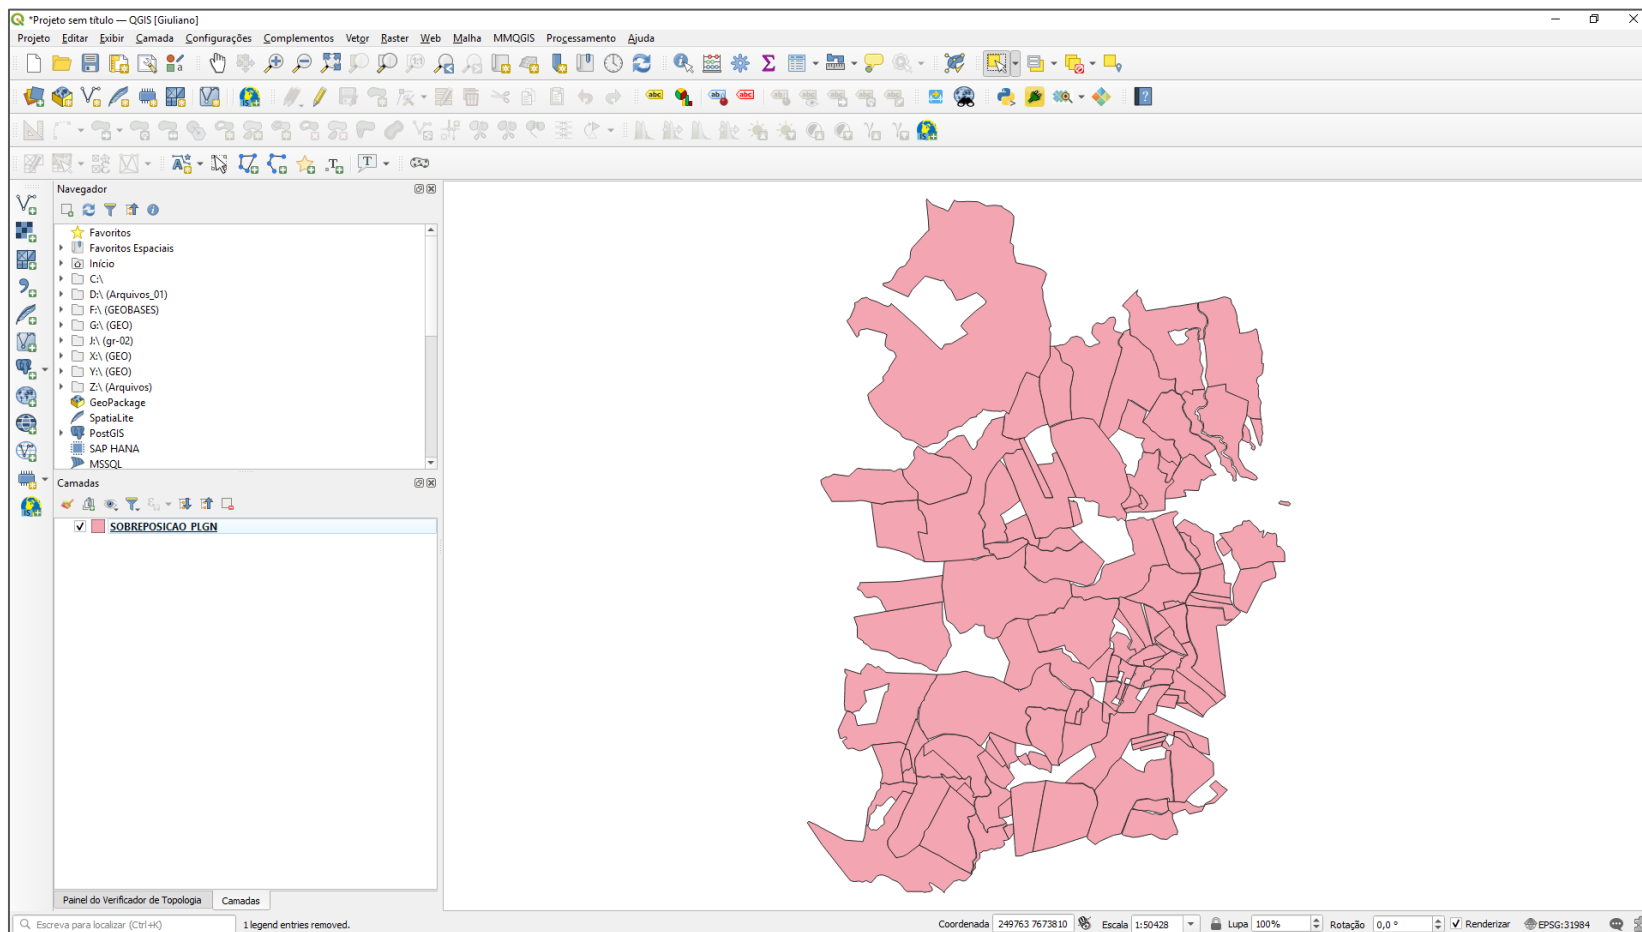 *Projeto sem título — QGIS [Giuliano]
Projeto Editar Exibir Camada Configurações Complementos Vetor Raster Web Malha MMQGIS Processamento Ajuda
Navegador
Favoritos
Favoritos Espaciais
Início
C:\
D:\ (Arquivos_01)
F:\ (GEOBASES)
G:\ (GEO)
J:\ (gr-02)
X:\ (GEO)
Y:\ (GEO)
Z:\ (Arquivos)
GeoPackage
SpatiaLite
PostGIS
SAP HANA
MSSQL
Camadas
SOBREPOSICAO PLGN
Painel do Verificador de Topologia Camadas
Escreva para localizar (Ctrl+K) 1 legend entries removed. Coordenada 249763 7673810 Escala 1:50428 Lupa 100% Rotação 0,0 ° Renderizar EPSG:31984